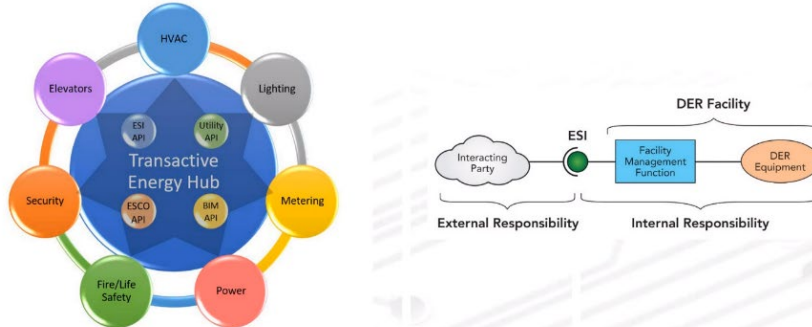 HVAC
Elevators
Lighting
ESI
API
Utility
API
Transactive
Energy Hub
ESCO
API
BIM
API
Security
Metering
Fire/Life
Safety
Power
DER Facility
ESI
Interacting
Party
Facility
Management
Function
DER
Equipment
External Responsibility
Internal Responsibility